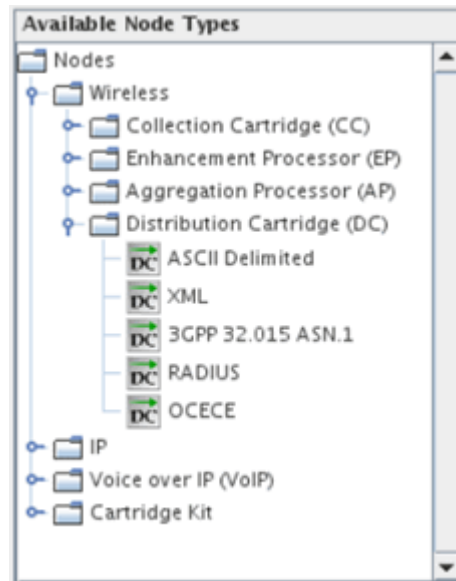 Available Node Types
Nodes
Wireless
Collection Cartridge (CC)
Enhancement Processor (EP)
Aggregation Processor (AP)
Distribution Cartridge (DC)
DC ASCII Delimited
DC XML
DC 3GPP 32.015 ASN.1
DC RADIUS
DC OCECE
IP
Voice over IP (VoIP)
Cartridge Kit